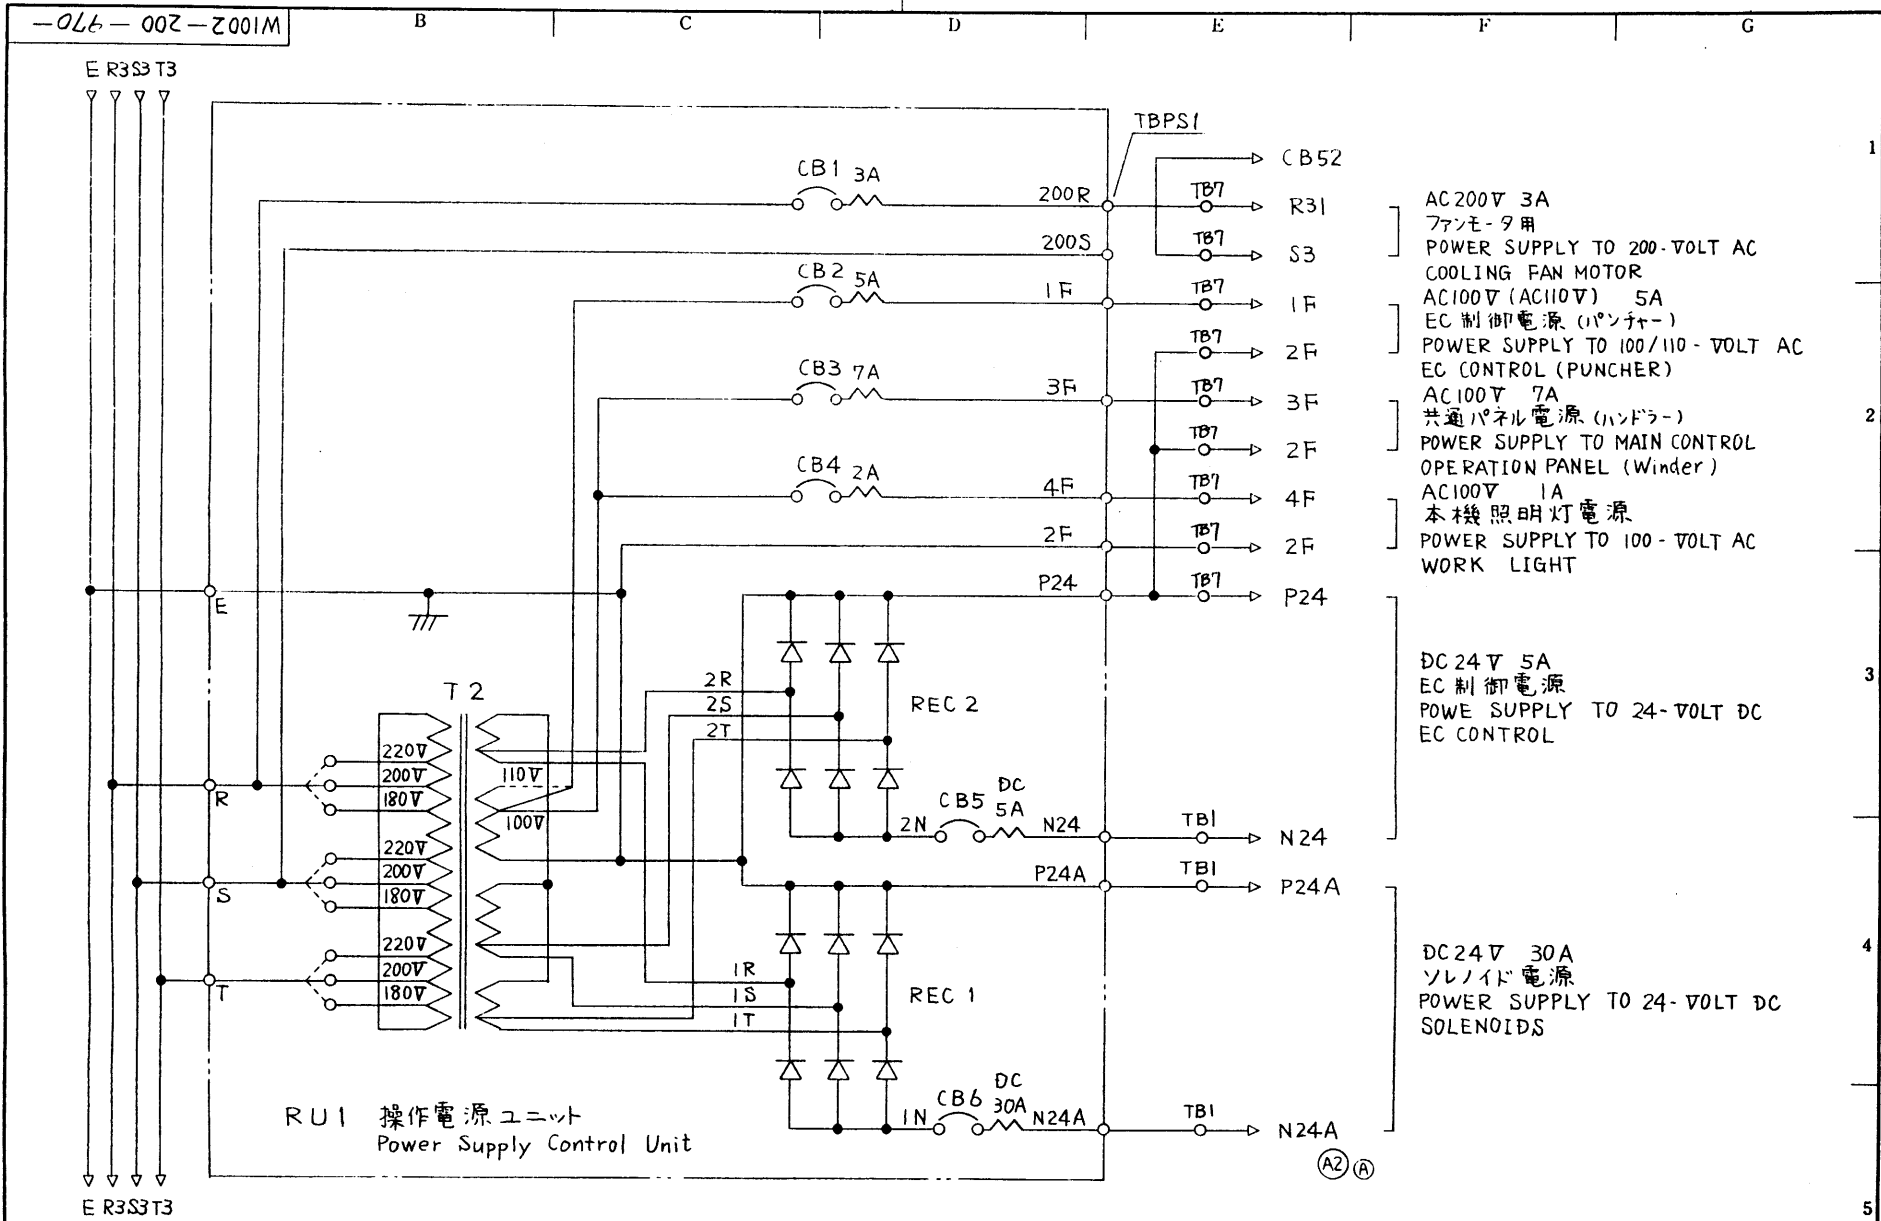 W1002-200-970-
B
C
D
E
F
G
E R3 S3 T3
TBPS1
CB52
1
CB1 3A
200R
TB7
R31
AC200V 3A
ファンモータ用
200S
TB7
S3
POWER SUPPLY TO 200-VOLT AC
COOLING FAN MOTOR
CB2 5A
1F
TB7
1F
AC100V (AC110V) 5A
EC制御電源 (パンチャー)
TB7
2F
POWER SUPPLY TO 100/110-VOLT AC
EC CONTROL (PUNCHER)
CB3 7A
3F
TB7
3F
AC100V 7A
共通パネル電源 (ハンドラー)
2
TB7
2F
POWER SUPPLY TO MAIN CONTROL
OPERATION PANEL (Winder)
CB4 2A
4F
TB7
4F
AC100V 1A
本機照明灯電源
2F
TB7
2F
POWER SUPPLY TO 100-VOLT AC
WORK LIGHT
E
P24
TB7
P24
T2
2R
2S
2T
REC 2
DC24V 5A
EC制御電源
POWE SUPPLY TO 24-VOLT DC
EC CONTROL
3
220V
200V
180V
R
110V
100V
2N
CB5
DC
5A
N24
TB1
N24
220V
200V
180V
S
P24A
TB1
P24A
220V
200V
180V
T
1R
1S
1T
REC 1
DC24V 30A
ソレノイド電源
POWER SUPPLY TO 24-VOLT DC
SOLENOIDS
4
1N
CB6
DC
30A
N24A
TB1
N24A
A2 A
RU1 操作電源ユニット
Power Supply Control Unit
E R3 S3 T3
5